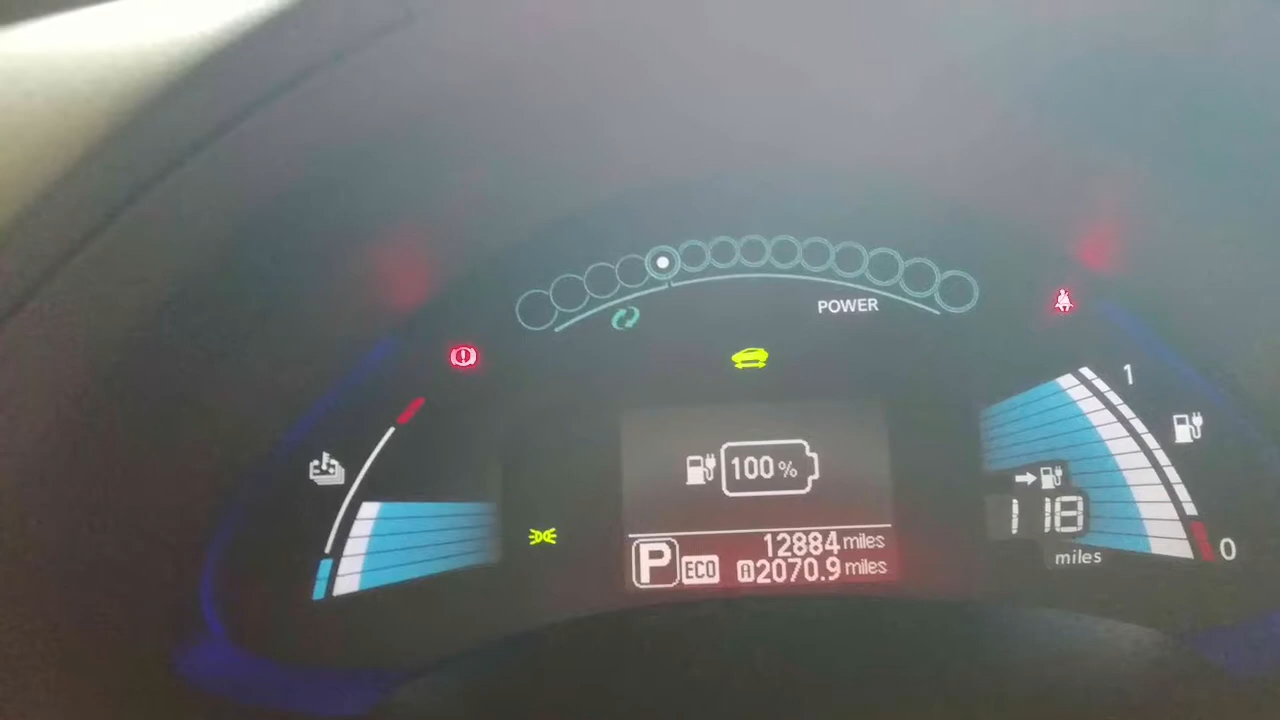 POWER
1
100%
118
miles
0
P ECO
12884 miles
A 2070.9 miles